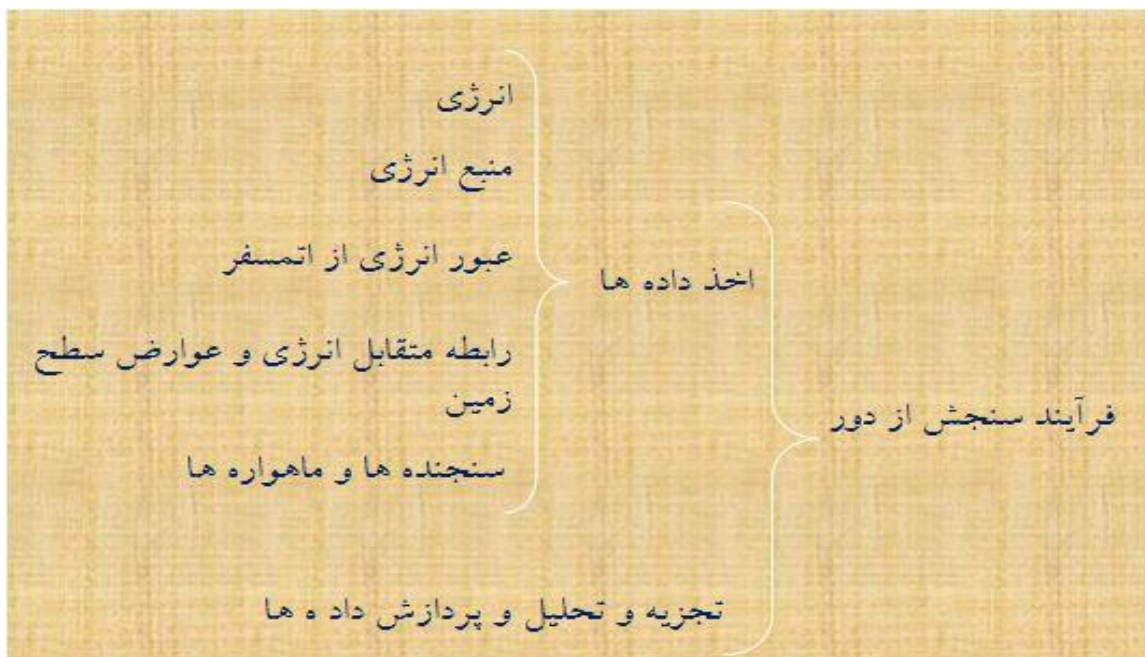 فرآیند سنجش از دور
اخذ داده ها
انرژی
منبع انرژی
عبور انرژی از اتمسفر
رابطه متقابل انرژی و عوارض سطح
زمین
سنجنده ها و ماهواره ها
تجزیه و تحلیل و پردازش داد ه ها